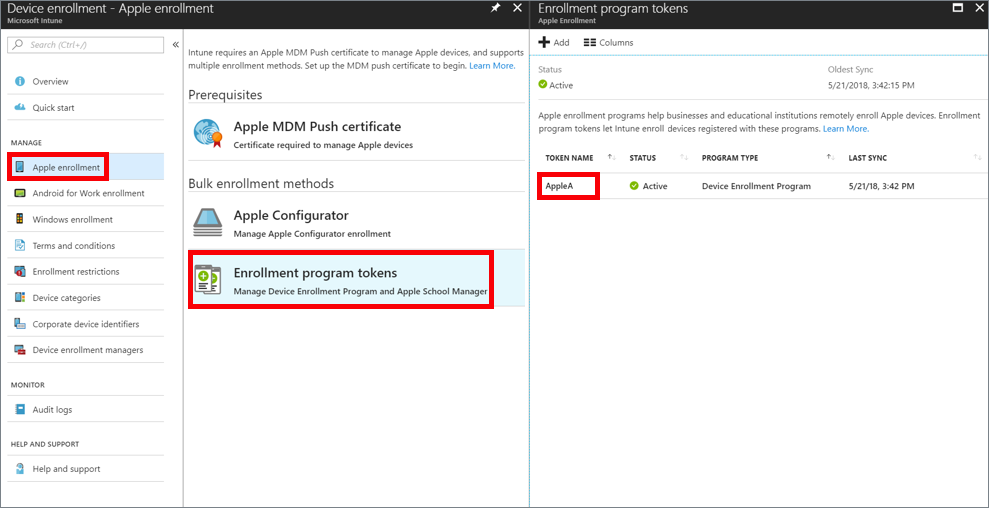 Device enrollment - Apple enrollment
Microsoft Intune
Search (Ctrl+/)
«
Overview
Quick start
MANAGE
Apple enrollment
Android for Work enrollment
Windows enrollment
Terms and conditions
Enrollment restrictions
Device categories
Corporate device identifiers
Device enrollment managers
MONITOR
Audit logs
HELP AND SUPPORT
Help and support
Intune requires an Apple MDM Push certificate to manage Apple devices, and supports
multiple enrollment methods. Set up the MDM push certificate to begin. Learn More.
Prerequisites
Apple MDM Push certificate
Certificate required to manage Apple devices
Bulk enrollment methods
Apple Configurator
Manage Apple Configurator enrollment
Enrollment program tokens
Manage Device Enrollment Program and Apple School Manager
Enrollment program tokens
Apple Enrollment
Add Columns
Status Oldest Sync
Active 5/21/2018, 3:42:15 PM
Apple enrollment programs help businesses and educational institutions remotely enroll Apple devices. Enrollment
program tokens let Intune enroll devices registered with these programs. Learn More.
TOKEN NAME STATUS PROGRAM TYPE LAST SYNC
AppleA Active Device Enrollment Program 5/21/18, 3:42 PM